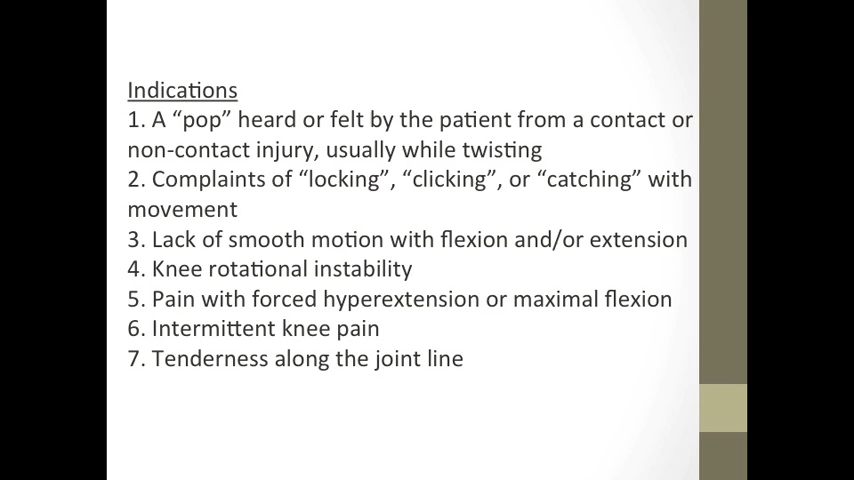 Indications
1. A “pop” heard or felt by the patient from a contact or
non-contact injury, usually while twisting
2. Complaints of “locking”, “clicking”, or “catching” with
movement
3. Lack of smooth motion with flexion and/or extension
4. Knee rotational instability
5. Pain with forced hyperextension or maximal flexion
6. Intermittent knee pain
7. Tenderness along the joint line